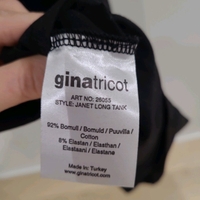 ginatricot
ART NO: 26053
STYLE: JANET LONG TANK
92% Bomull / Bomuld / Puuvilla /
Cotton
8% Elastan / Elasthan /
Elastaani / Elastane
Made in: Turkey
www.ginatricot.com